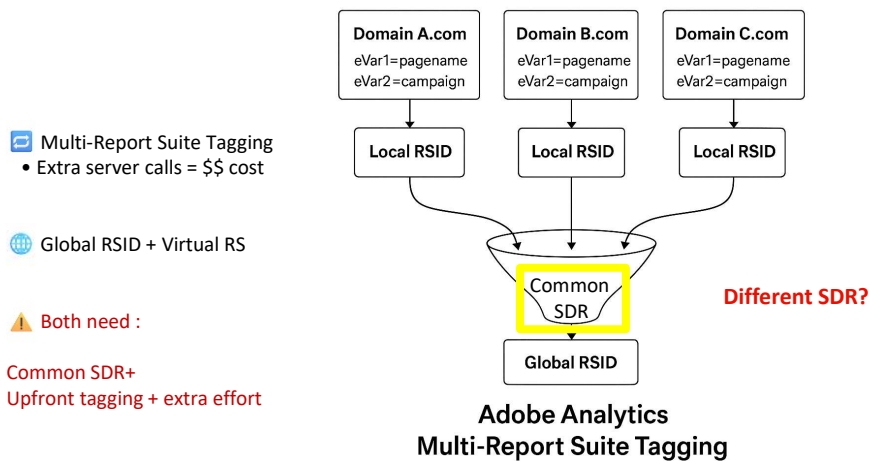 Domain A.com
eVar1=pagename
eVar2=campaign
Domain B.com
eVar1=pagename
eVar2=campaign
Domain C.com
eVar1=pagename
eVar2=campaign
Multi-Report Suite Tagging
• Extra server calls = $$ cost
Local RSID
Local RSID
Local RSID
Global RSID + Virtual RS
Common
SDR
Different SDR?
Both need :
Common SDR+
Upfront tagging + extra effort
Global RSID
Adobe Analytics
Multi-Report Suite Tagging